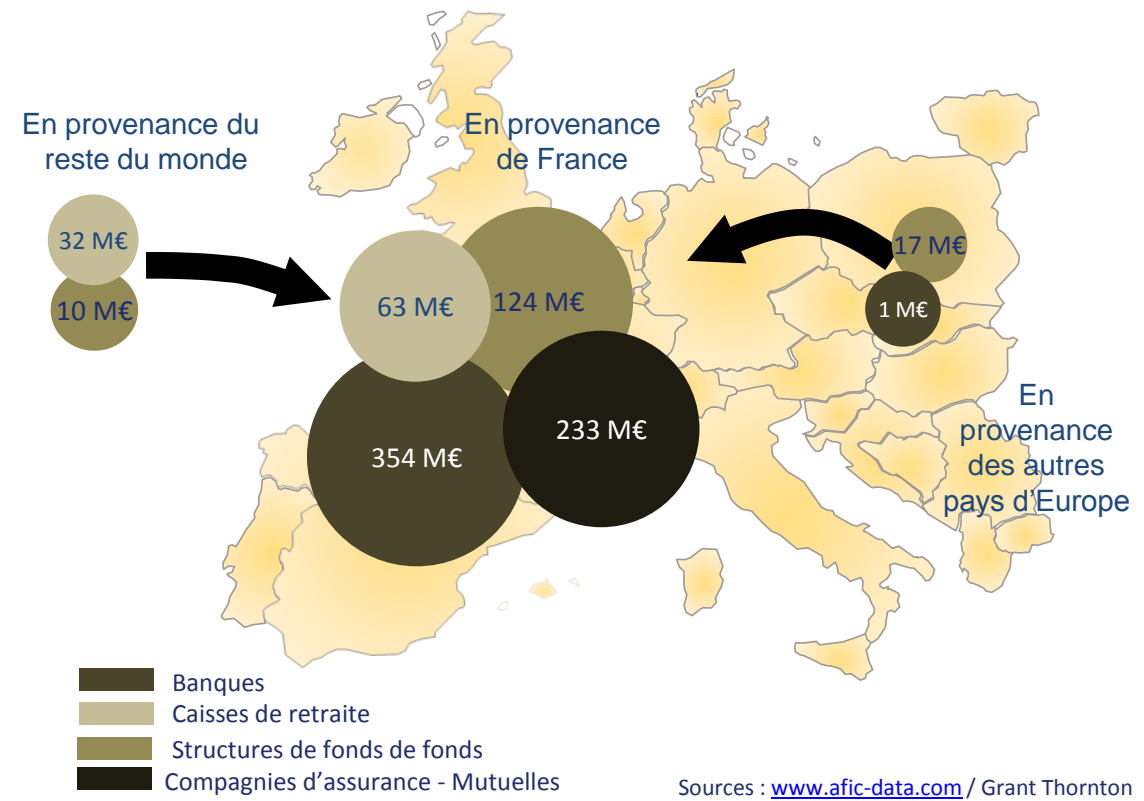 En provenance du
reste du monde
32 M€
10 M€
En provenance
de France
63 M€
124 M€
354 M€
233 M€
17 M€
1 M€
En
provenance
des autres
pays d’Europe
Banques
Caisses de retraite
Structures de fonds de fonds
Compagnies d’assurance - Mutuelles
Sources : www.afic-data.com / Grant Thornton